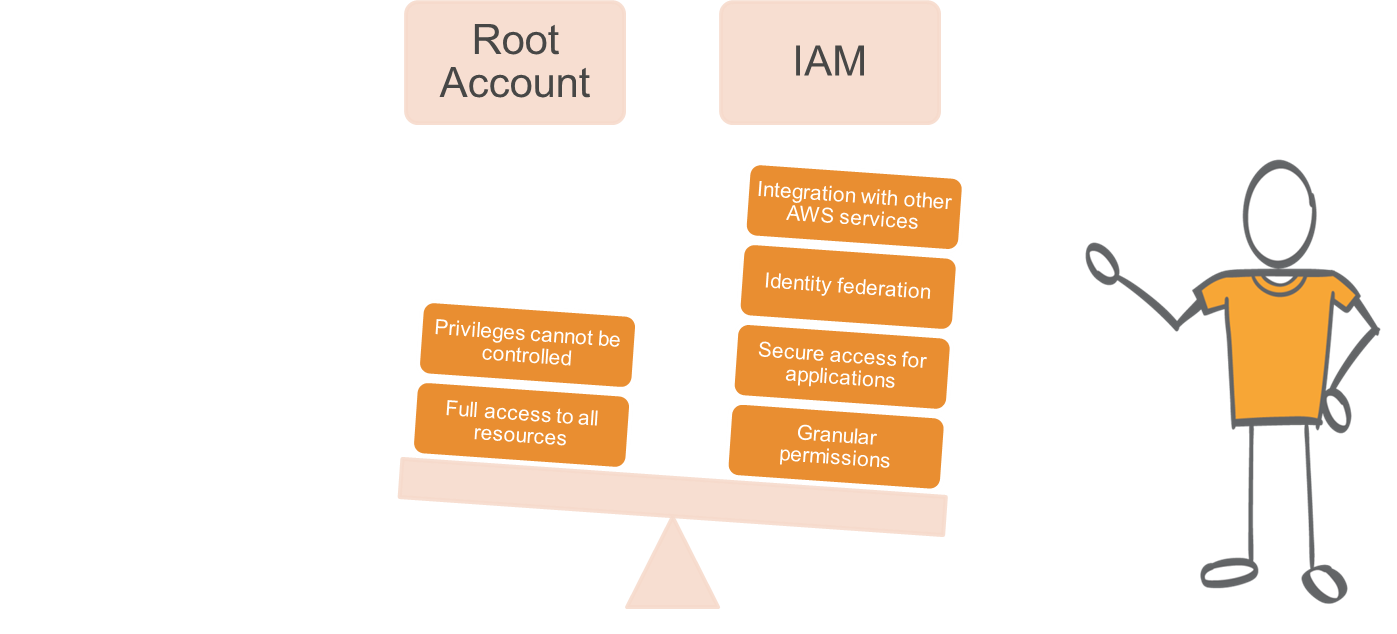 Root
Account
IAM
Privileges cannot be
controlled
Full access to all
resources
Integration with other
AWS services
Identity federation
Secure access for
applications
Granular
permissions